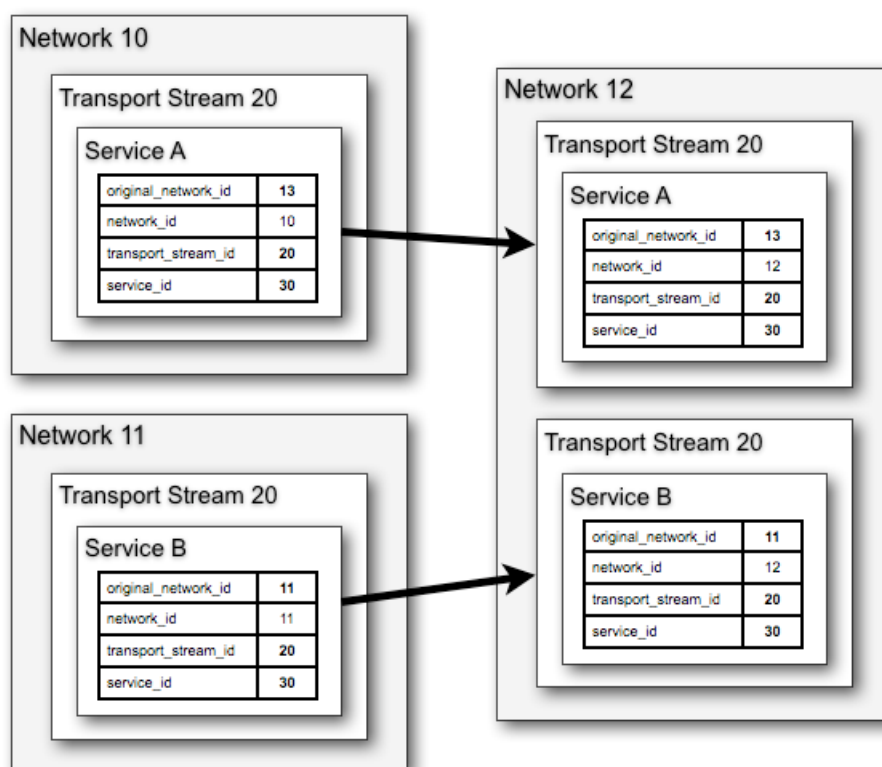 Network 10
Transport Stream 20
Service A
original_network_id 13
network_id 10
transport_stream_id 20
service_id 30
Network 11
Transport Stream 20
Service B
original_network_id 11
network_id 11
transport_stream_id 20
service_id 30
Network 12
Transport Stream 20
Service A
original_network_id 13
network_id 12
transport_stream_id 20
service_id 30
Transport Stream 20
Service B
original_network_id 11
network_id 12
transport_stream_id 20
service_id 30